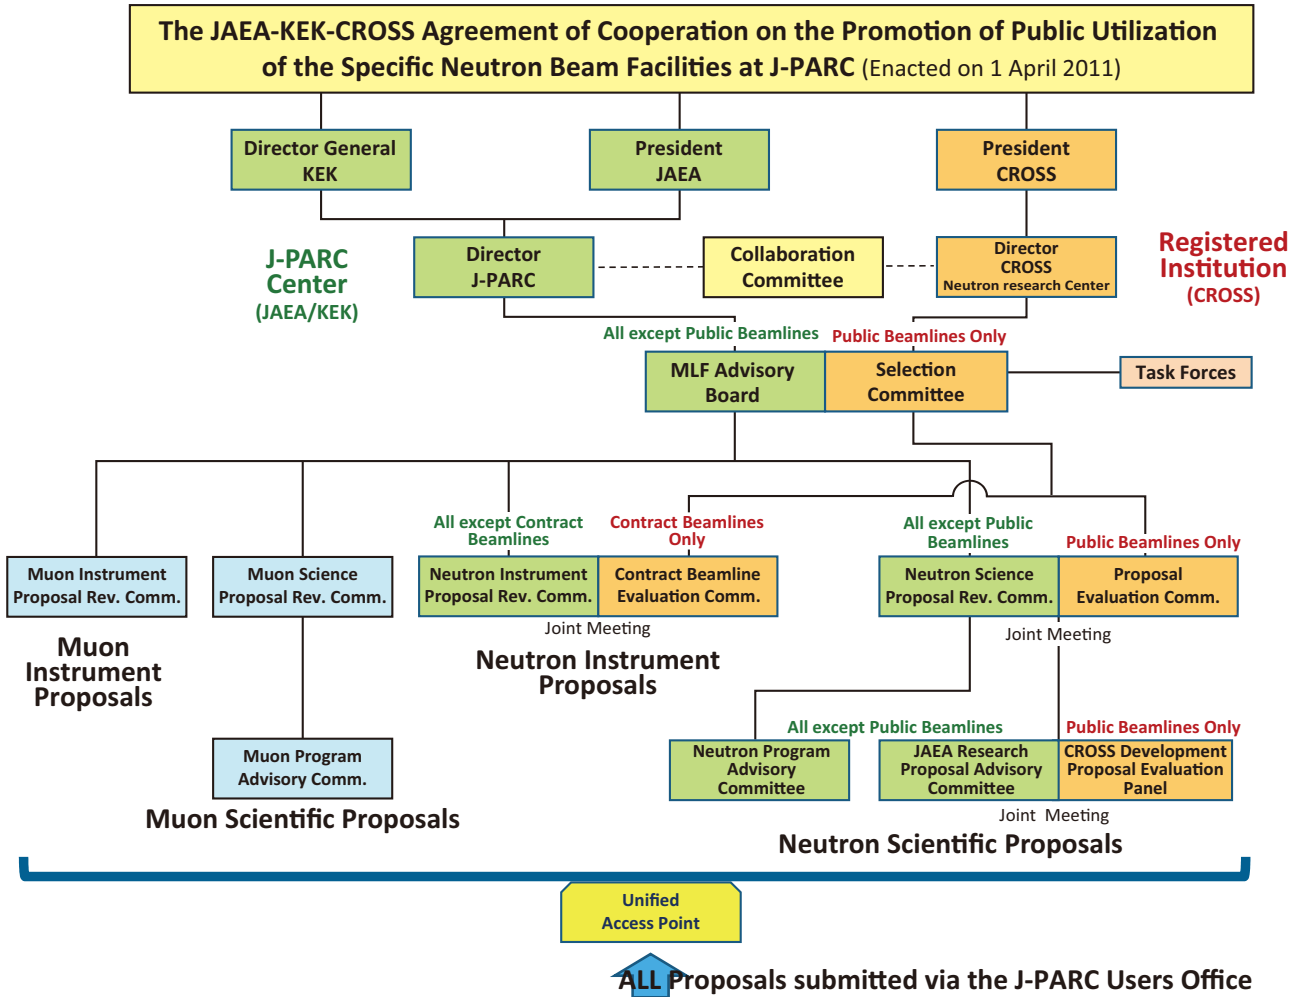 The JAEA-KEK-CROSS Agreement of Cooperation on the Promotion of Public Utilization
of the Specific Neutron Beam Facilities at J-PARC (Enacted on 1 April 2011)
Director General
KEK
President
JAEA
President
CROSS
J-PARC
Center
(JAEA/KEK)
Director
J-PARC
Collaboration
Committee
Director
CROSS
Neutron research Center
Registered
Institution
(CROSS)
All except Public Beamlines
Public Beamlines Only
MLF Advisory
Board
Selection
Committee
Task Forces
All except Contract
Beamlines
Contract Beamlines
Only
All except Public
Beamlines
Public Beamlines Only
Muon Instrument
Proposal Rev. Comm.
Muon Science
Proposal Rev. Comm.
Neutron Instrument
Proposal Rev. Comm.
Contract Beamline
Evaluation Comm.
Neutron Science
Proposal Rev. Comm.
Proposal
Evaluation Comm.
Joint Meeting
Joint Meeting
Muon
Instrument
Proposals
Neutron Instrument
Proposals
All except Public Beamlines
Public Beamlines Only
Muon Program
Advisory Comm.
Neutron Program
Advisory
Committee
JAEA Research
Proposal Advisory
Committee
CROSS Development
Proposal Evaluation
Panel
Joint Meeting
Muon Scientific Proposals
Neutron Scientific Proposals
Unified
Access Point
ALL Proposals submitted via the J-PARC Users Office